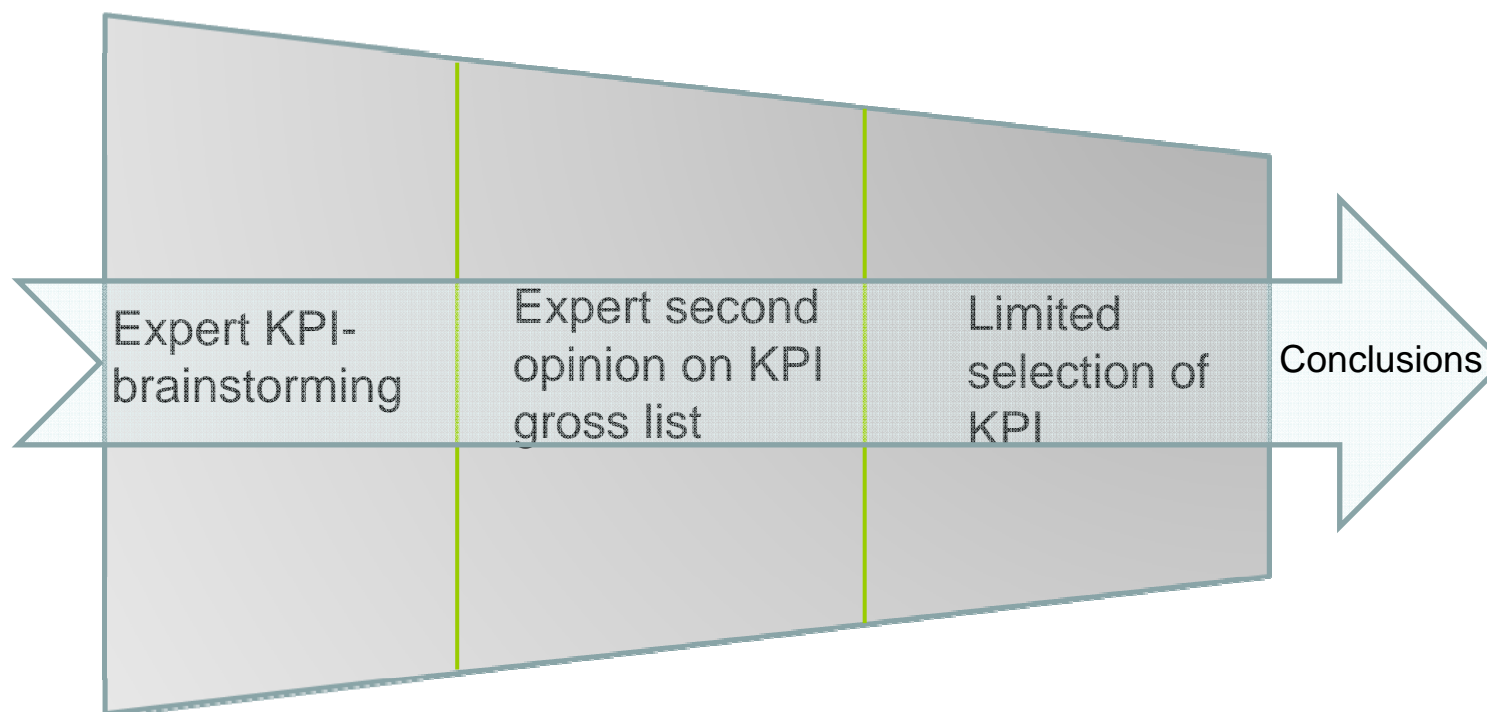 Expert KPI-
brainstorming
Expert second
opinion on KPI
gross list
Limited
selection of
KPI
Conclusions